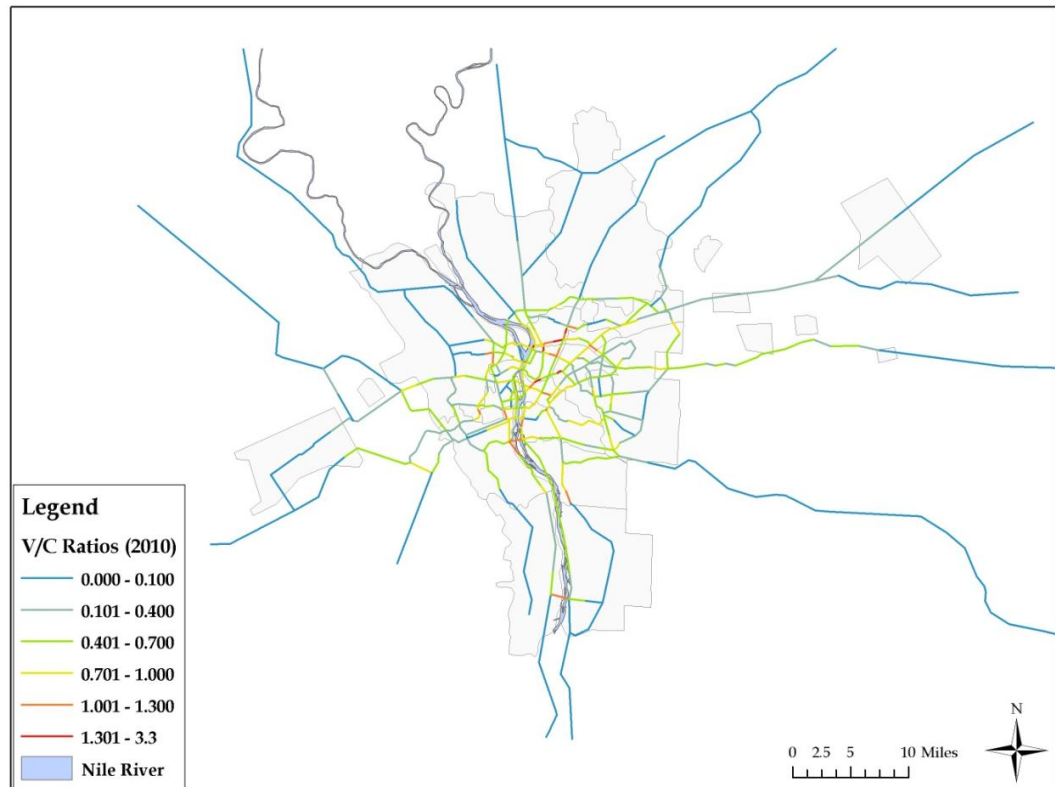 Legend
V/C Ratios (2010)
0.000 - 0.100
0.101 - 0.400
0.401 - 0.700
0.701 - 1.000
1.001 - 1.300
1.301 - 3.3
Nile River
0 2.5 5 10 Miles
N